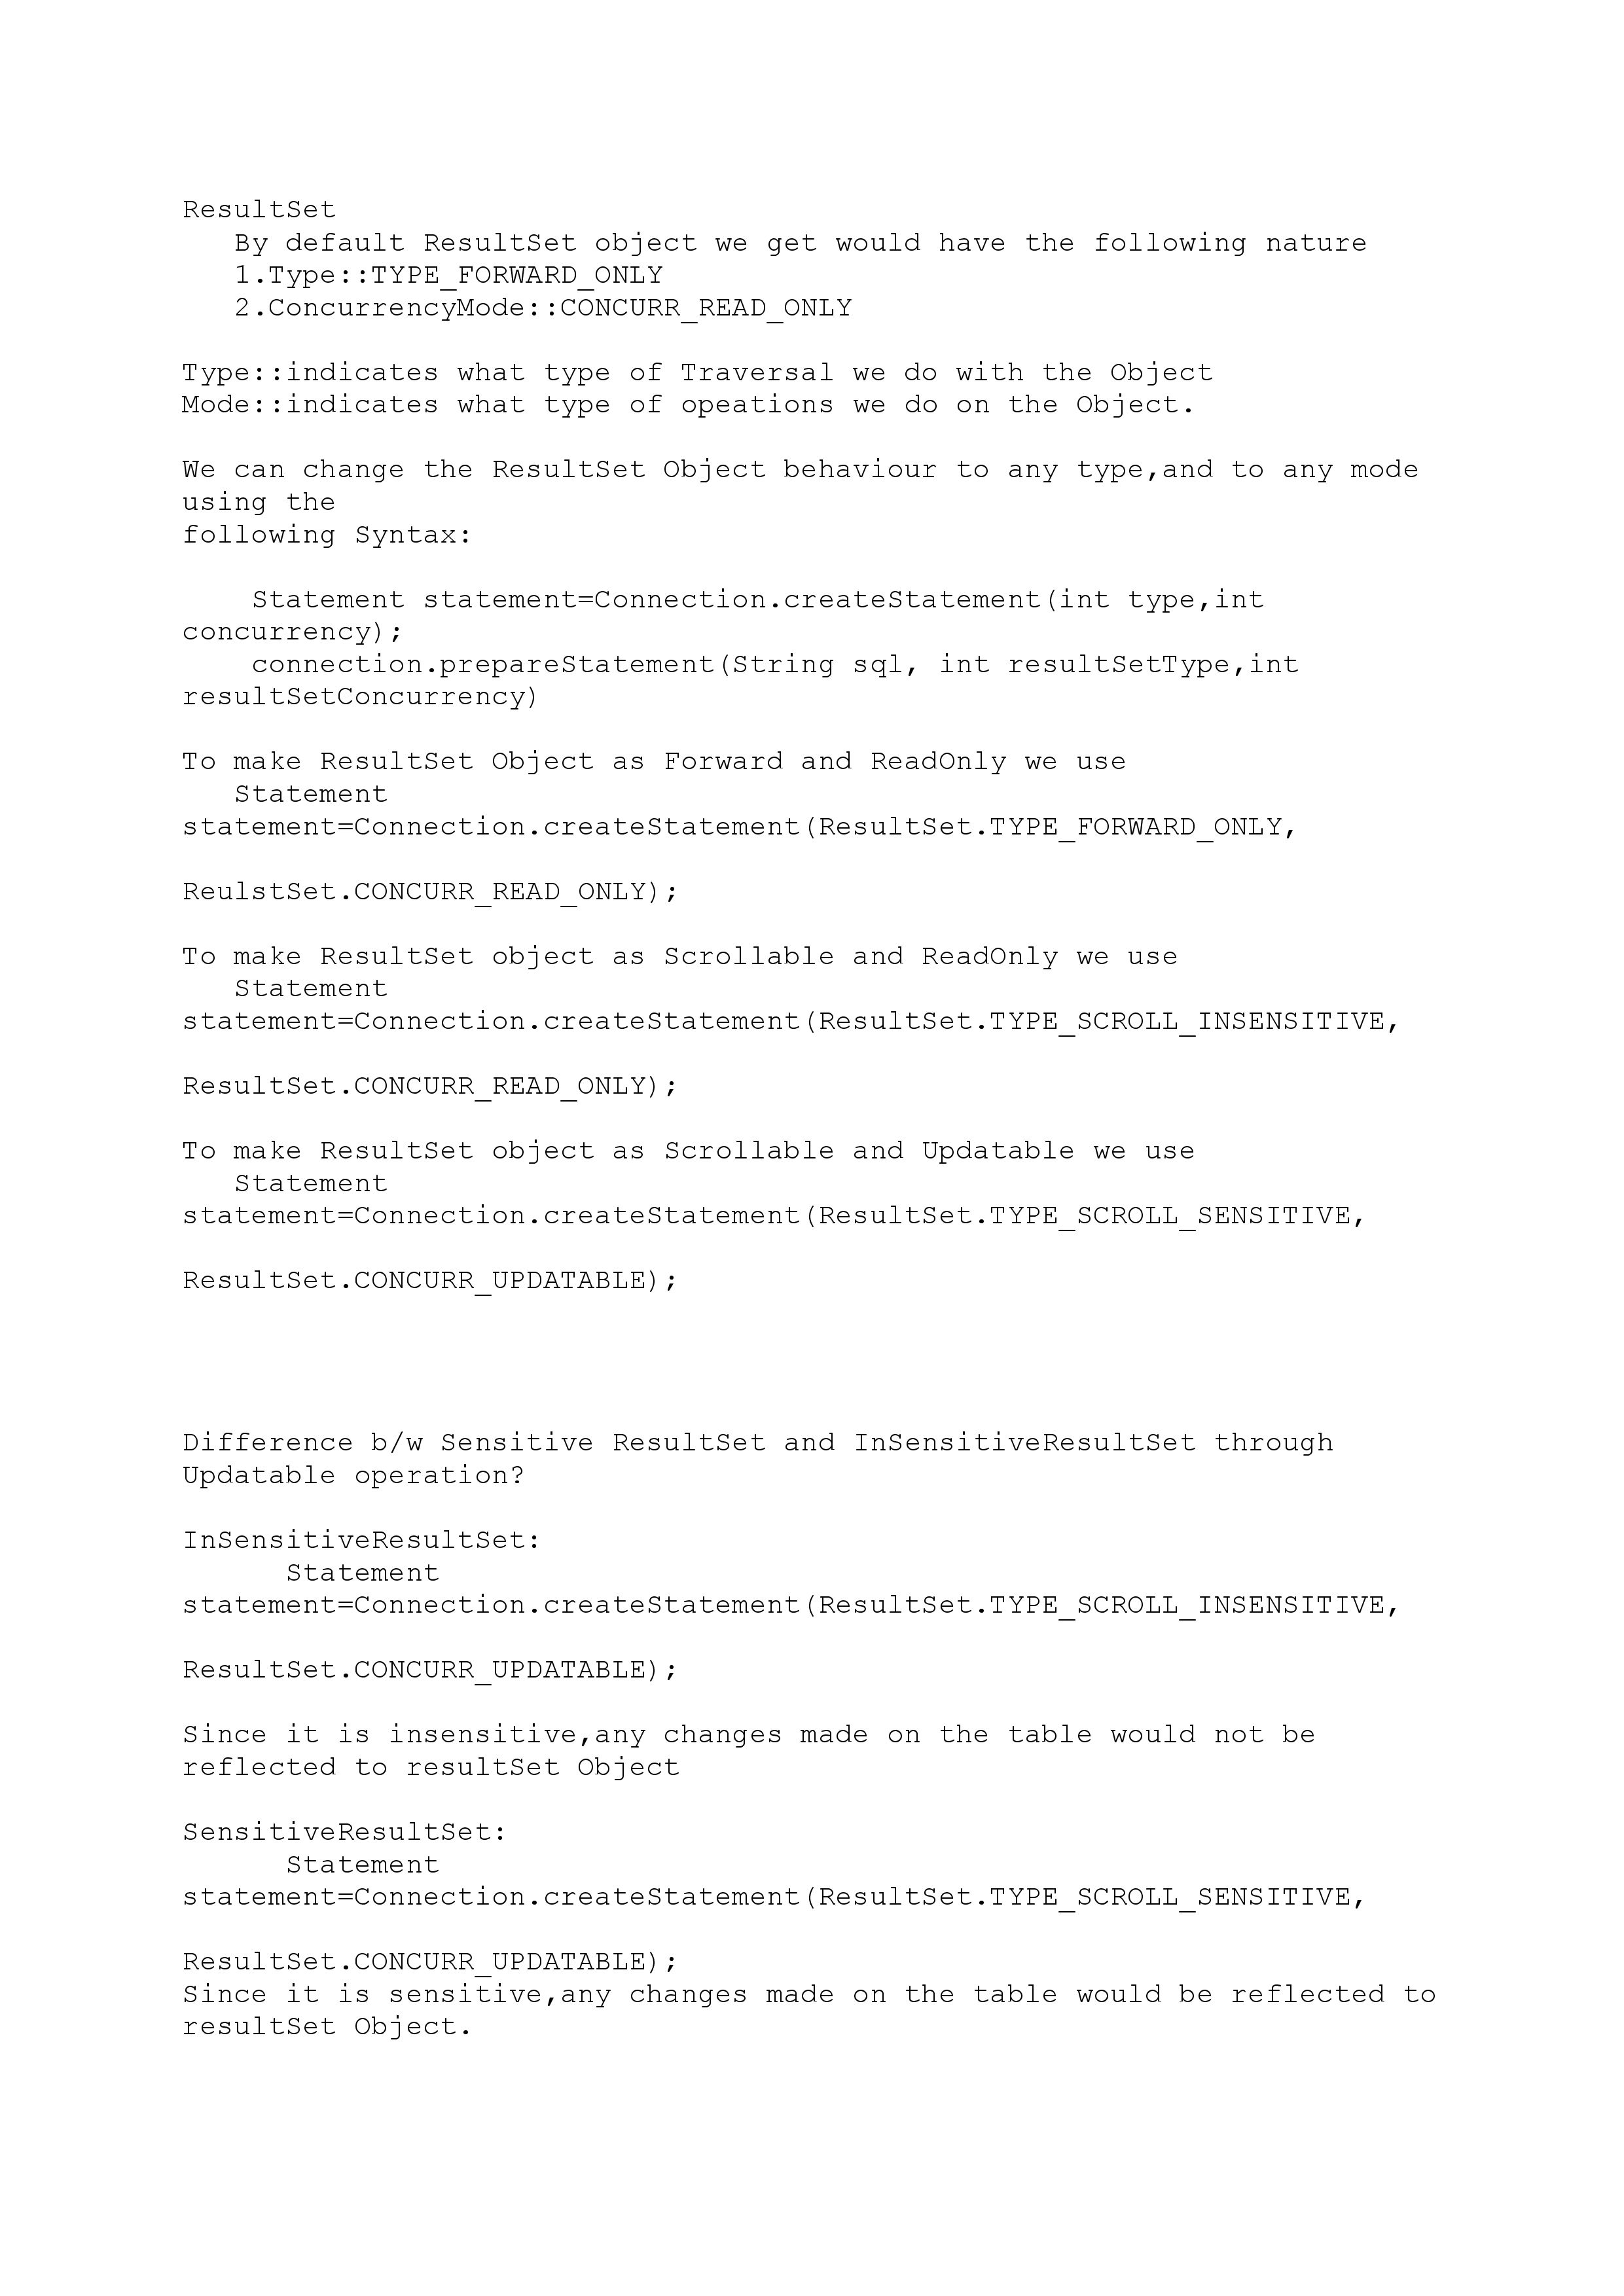 ResultSet
By default ResultSet object we get would have the following nature
1.Type::TYPE_FORWARD_ONLY
2.ConcurrencyMode::CONCURR_READ_ONLY
Type::indicates what type of Traversal we do with the Object
Mode::indicates what type of opeations we do on the Object.
We can change the ResultSet Object behaviour to any type,and to any mode
using the
following Syntax:
Statement statement=Connection.createStatement(int type,int
concurrency);
connection.prepareStatement(String sql, int resultSetType,int
resultSetConcurrency)
To make ResultSet Object as Forward and ReadOnly we use
Statement
statement=Connection.createStatement(ResultSet.TYPE_FORWARD_ONLY,
ReulstSet.CONCURR_READ_ONLY);
To make ResultSet object as Scrollable and ReadOnly we use
Statement
statement=Connection.createStatement(ResultSet.TYPE_SCROLL_INSENSITIVE,
ResultSet.CONCURR_READ_ONLY);
To make ResultSet object as Scrollable and Updatable we use
Statement
statement=Connection.createStatement(ResultSet.TYPE_SCROLL_SENSITIVE,
ResultSet.CONCURR_UPDATABLE);
Difference b/w Sensitive ResultSet and InSensitiveResultSet through
Updatable operation?
InSensitiveResultSet:
Statement
statement=Connection.createStatement(ResultSet.TYPE_SCROLL_INSENSITIVE,
ResultSet.CONCURR_UPDATABLE);
Since it is insensitive,any changes made on the table would not be
reflected to resultSet Object
SensitiveResultSet:
Statement
statement=Connection.createStatement(ResultSet.TYPE_SCROLL_SENSITIVE,
ResultSet.CONCURR_UPDATABLE);
Since it is sensitive,any changes made on the table would be reflected to
resultSet Object.